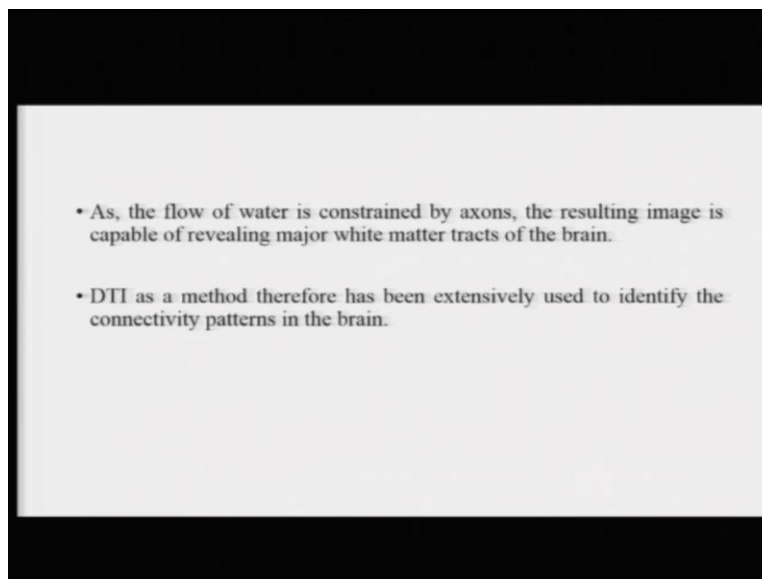 • As, the flow of water is constrained by axons, the resulting image is
capable of revealing major white matter tracts of the brain.
• DTI as a method therefore has been extensively used to identify the
connectivity patterns in the brain.